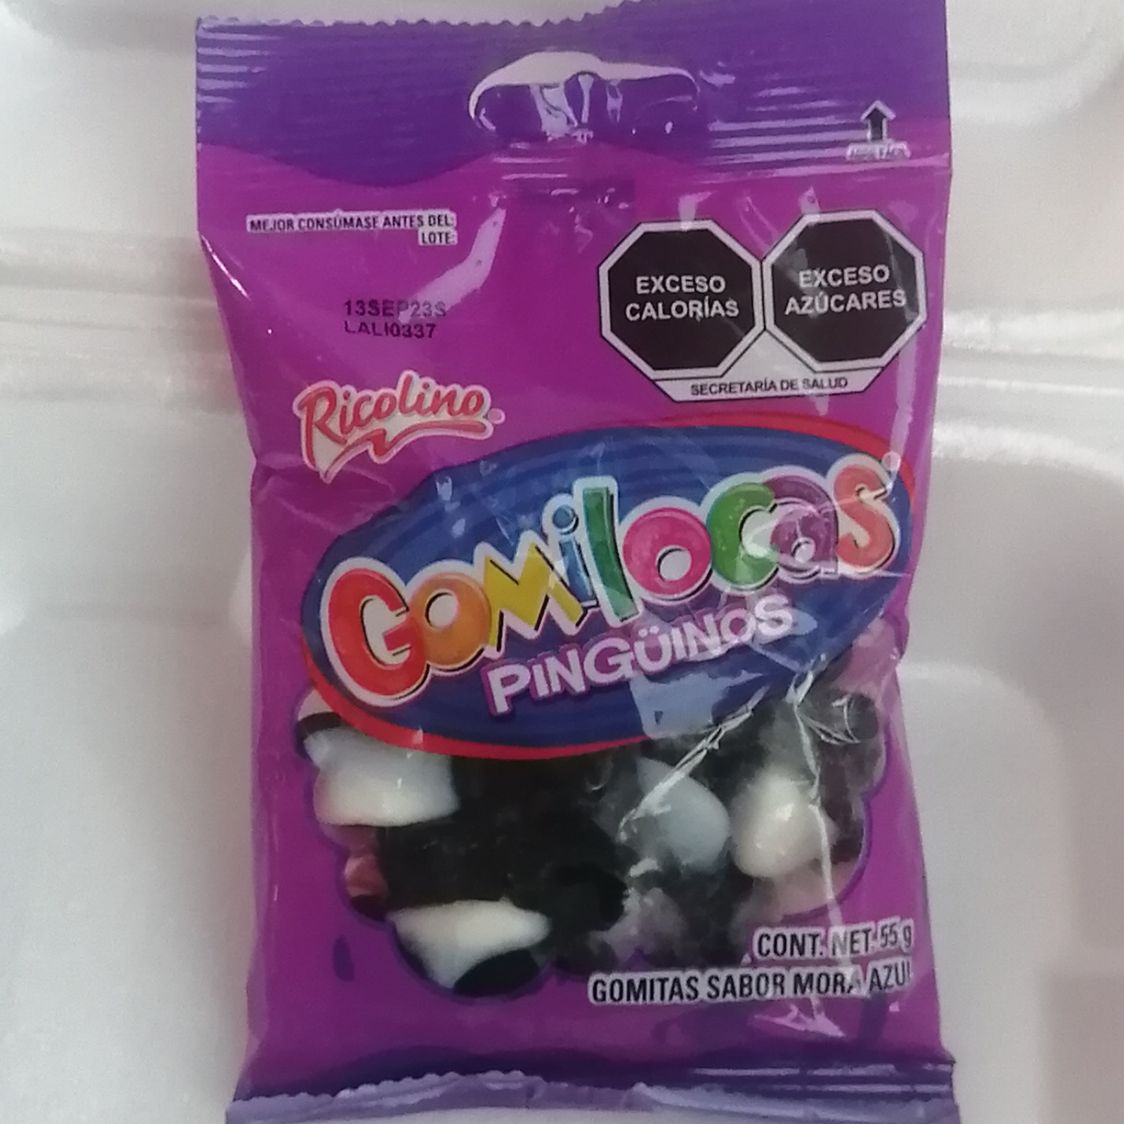 MEJOR CONSÚMASE ANTES DEL:
LOTE:
13SEP23S
LALI0337
EXCESO
CALORÍAS
EXCESO
AZÚCARES
SECRETARÍA DE SALUD
Ricolino
GOMilOCaS
PINGÜINOS
CONT. NET. 55 g
GOMITAS SABOR MORA AZUL